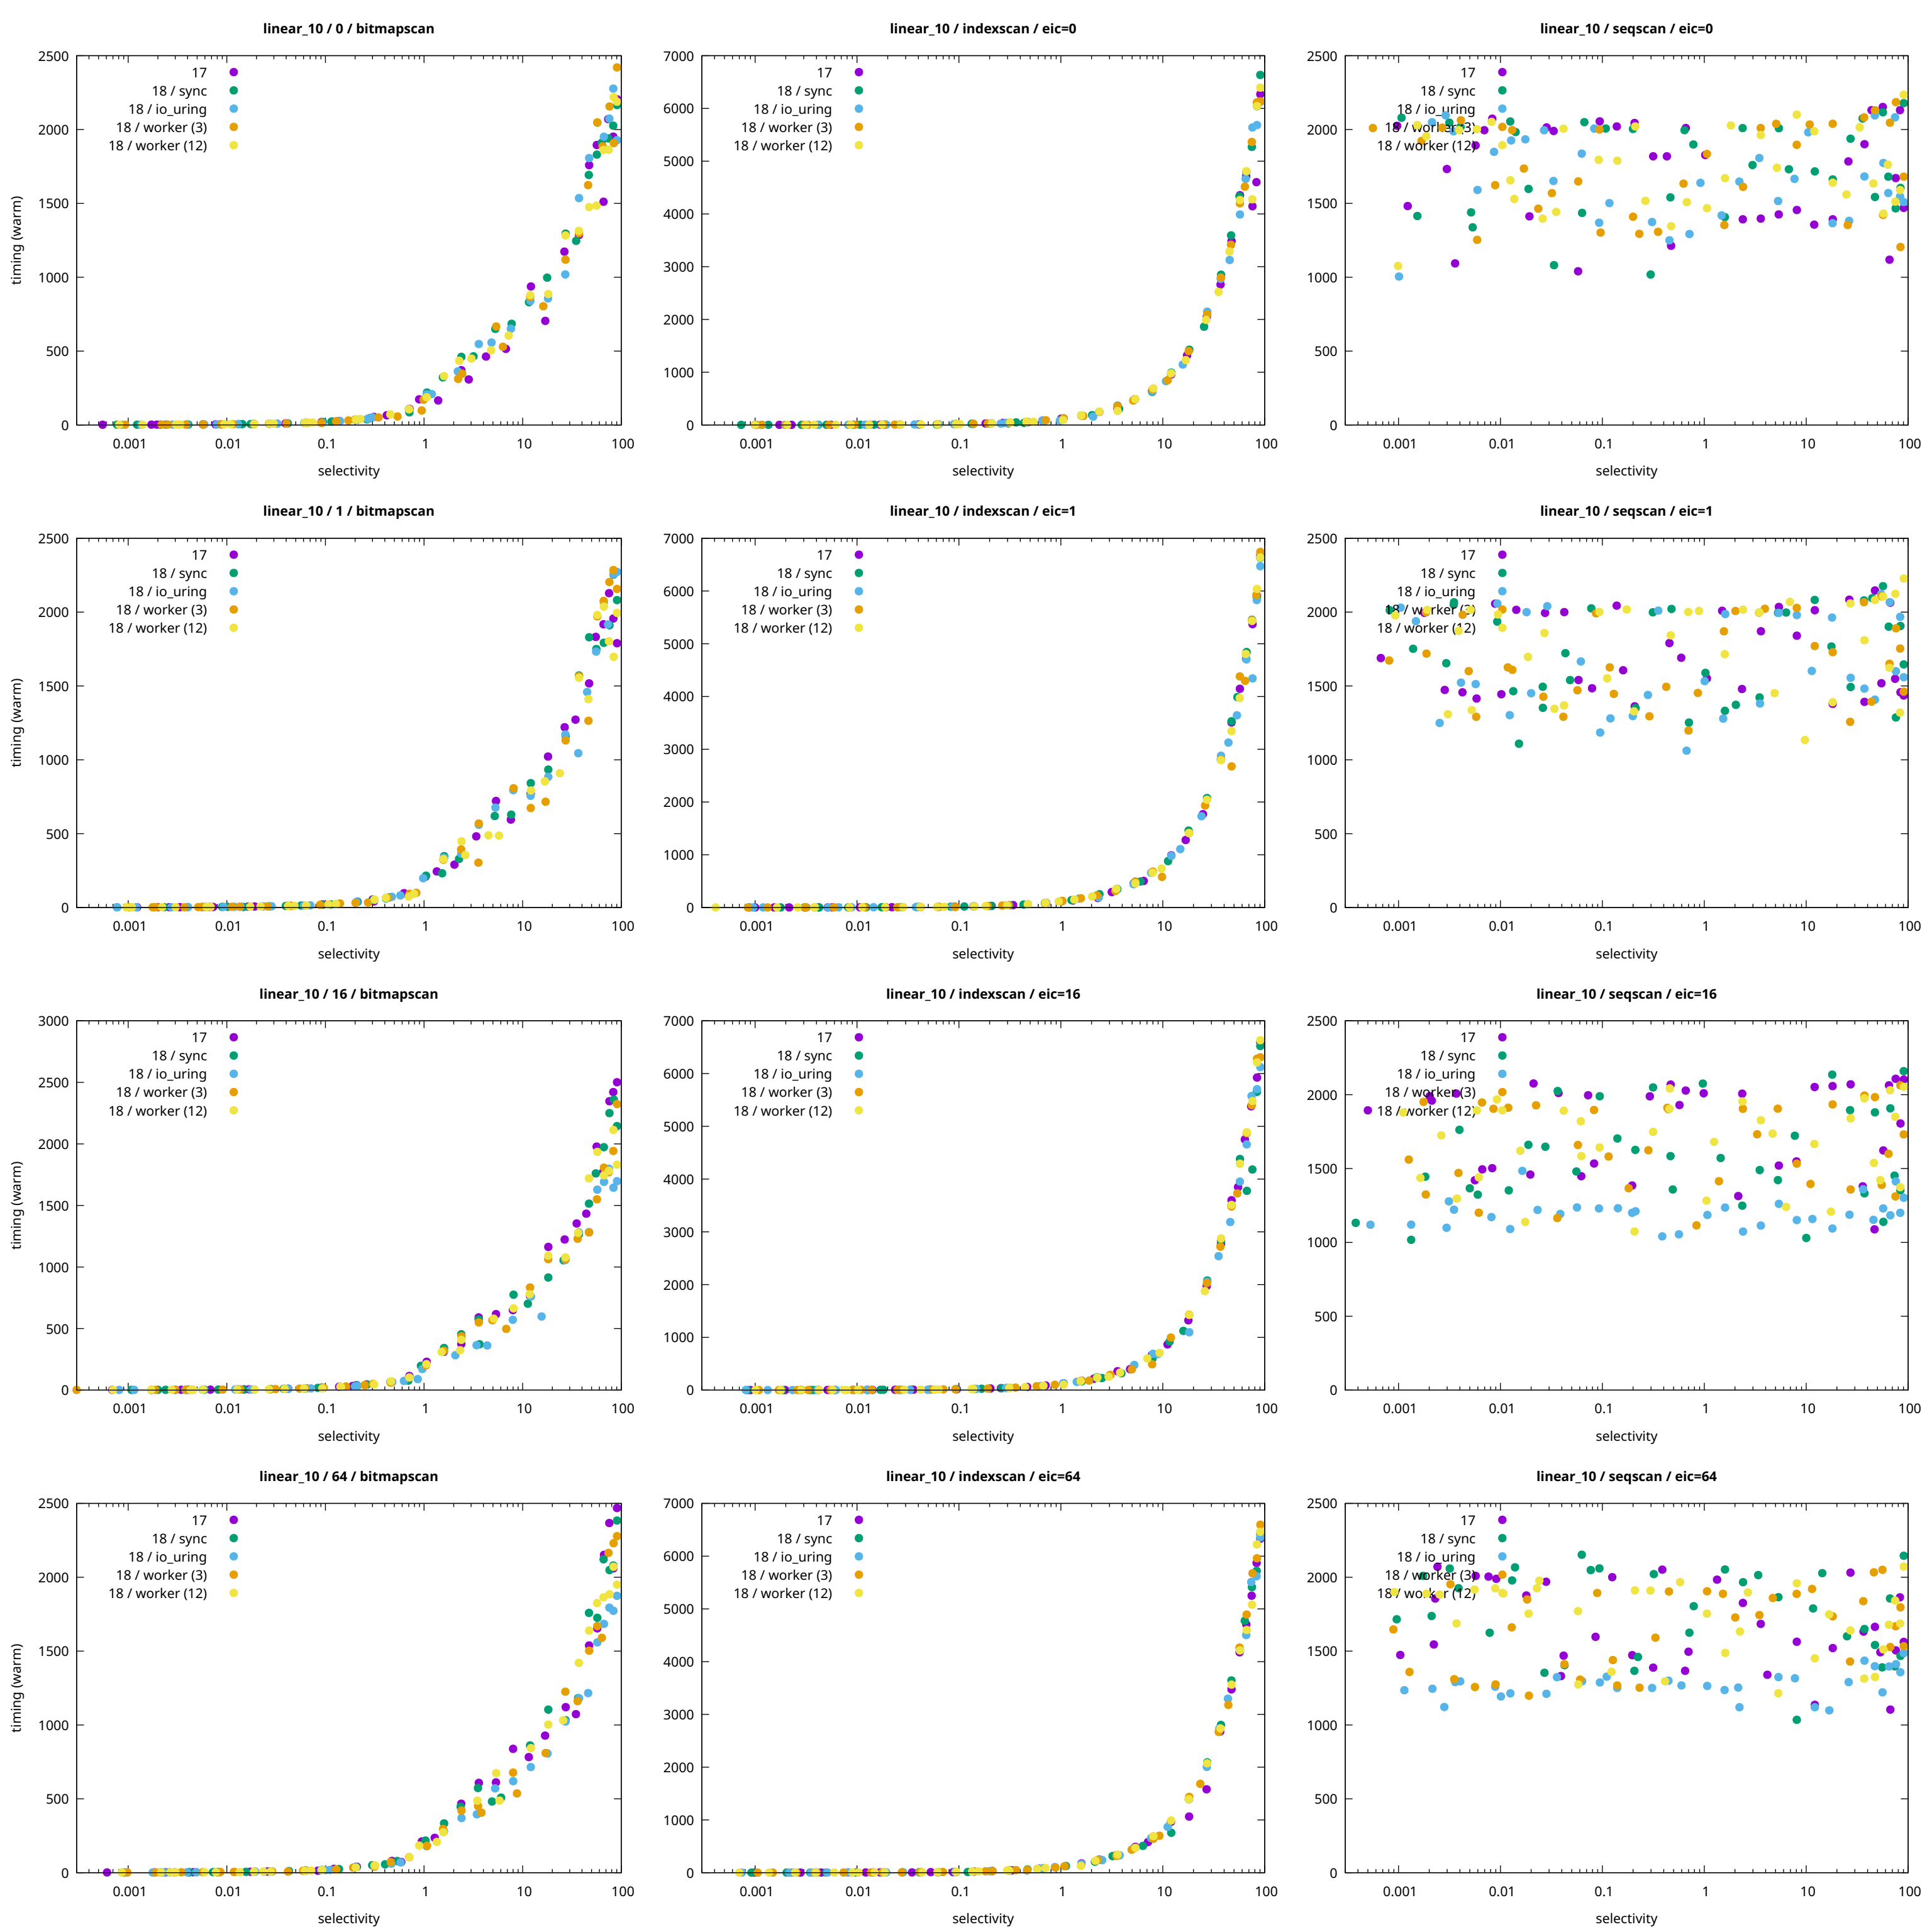 linear_10 / 0 / bitmapscan
2500
2000
1500
1000
500
0
timing (warm)
17
18 / sync
18 / io_uring
18 / worker (3)
18 / worker (12)
0.001 0.01 0.1 1 10 100
selectivity
linear_10 / indexscan / eic=0
7000
6000
5000
4000
3000
2000
1000
0
17
18 / sync
18 / io_uring
18 / worker (3)
18 / worker (12)
0.001 0.01 0.1 1 10 100
selectivity
linear_10 / seqscan / eic=0
2500
2000
1500
1000
500
0
17
18 / sync
18 / io_uring
18 / worker (3)
18 / worker (12)
0.001 0.01 0.1 1 10 100
selectivity
linear_10 / 1 / bitmapscan
2500
2000
1500
1000
500
0
timing (warm)
17
18 / sync
18 / io_uring
18 / worker (3)
18 / worker (12)
0.001 0.01 0.1 1 10 100
selectivity
linear_10 / indexscan / eic=1
7000
6000
5000
4000
3000
2000
1000
0
17
18 / sync
18 / io_uring
18 / worker (3)
18 / worker (12)
0.001 0.01 0.1 1 10 100
selectivity
linear_10 / seqscan / eic=1
2500
2000
1500
1000
500
0
17
18 / sync
18 / io_uring
18 / worker (3)
18 / worker (12)
0.001 0.01 0.1 1 10 100
selectivity
linear_10 / 16 / bitmapscan
3000
2500
2000
1500
1000
500
0
timing (warm)
17
18 / sync
18 / io_uring
18 / worker (3)
18 / worker (12)
0.001 0.01 0.1 1 10 100
selectivity
linear_10 / indexscan / eic=16
7000
6000
5000
4000
3000
2000
1000
0
17
18 / sync
18 / io_uring
18 / worker (3)
18 / worker (12)
0.001 0.01 0.1 1 10 100
selectivity
linear_10 / seqscan / eic=16
2500
2000
1500
1000
500
0
17
18 / sync
18 / io_uring
18 / worker (3)
18 / worker (12)
0.001 0.01 0.1 1 10 100
selectivity
linear_10 / 64 / bitmapscan
2500
2000
1500
1000
500
0
timing (warm)
17
18 / sync
18 / io_uring
18 / worker (3)
18 / worker (12)
0.001 0.01 0.1 1 10 100
selectivity
linear_10 / indexscan / eic=64
7000
6000
5000
4000
3000
2000
1000
0
17
18 / sync
18 / io_uring
18 / worker (3)
18 / worker (12)
0.001 0.01 0.1 1 10 100
selectivity
linear_10 / seqscan / eic=64
2500
2000
1500
1000
500
0
17
18 / sync
18 / io_uring
18 / worker (3)
18 / worker (12)
0.001 0.01 0.1 1 10 100
selectivity